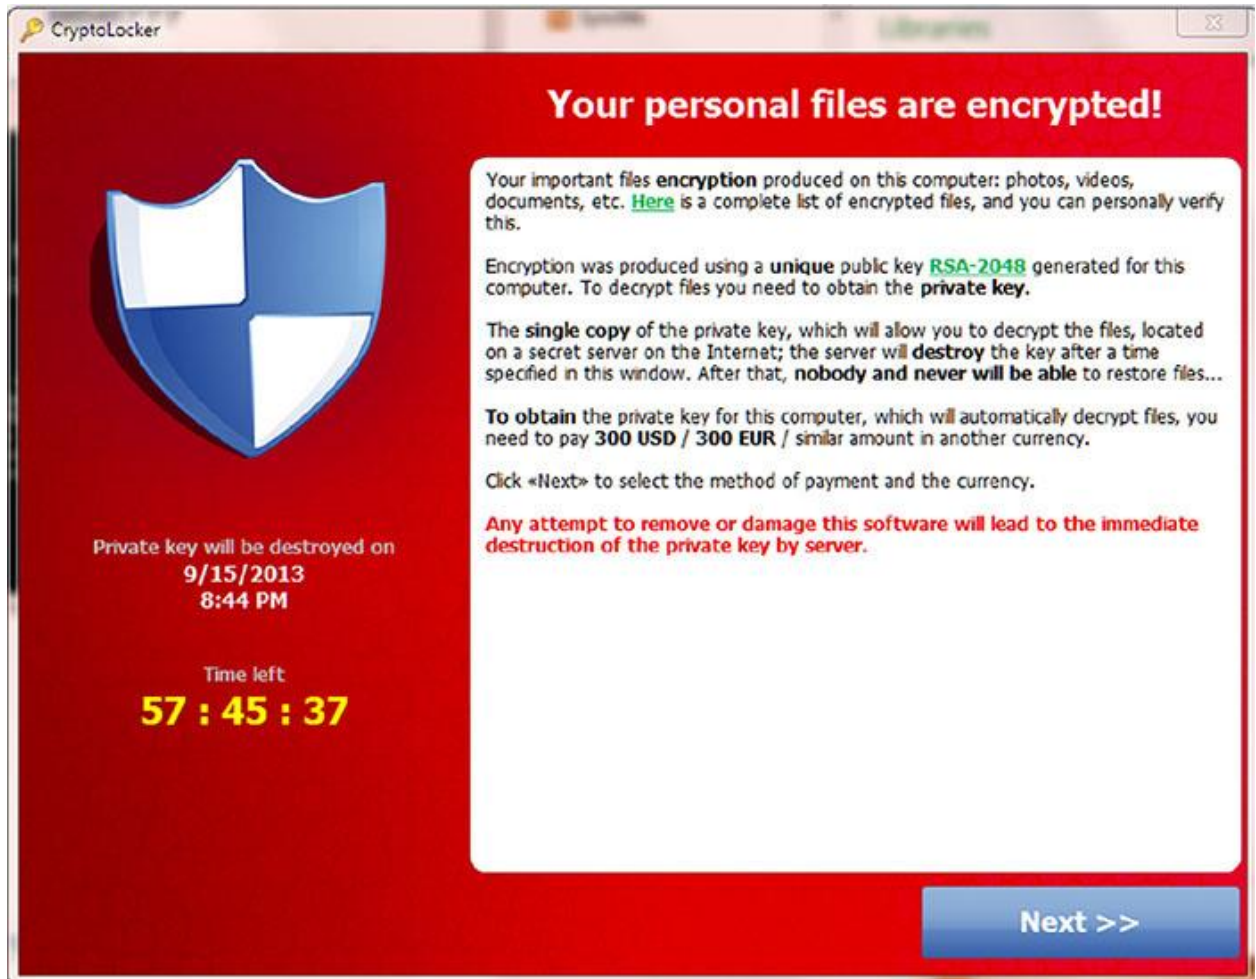 CryptoLocker
Libraries
Your personal files are encrypted!
Your important files encryption produced on this computer: photos, videos,
documents, etc. Here is a complete list of encrypted files, and you can personally verify
this.
Encryption was produced using a unique public key RSA-2048 generated for this
computer. To decrypt files you need to obtain the private key.
The single copy of the private key, which will allow you to decrypt the files, located
on a secret server on the Internet; the server will destroy the key after a time
specified in this window. After that, nobody and never will be able to restore files...
To obtain the private key for this computer, which will automatically decrypt files, you
need to pay 300 USD / 300 EUR / similar amount in another currency.
Click «Next» to select the method of payment and the currency.
Any attempt to remove or damage this software will lead to the immediate
destruction of the private key by server.
Private key will be destroyed on
9/15/2013
8:44 PM
Time left
57 : 45 : 37
Next >>